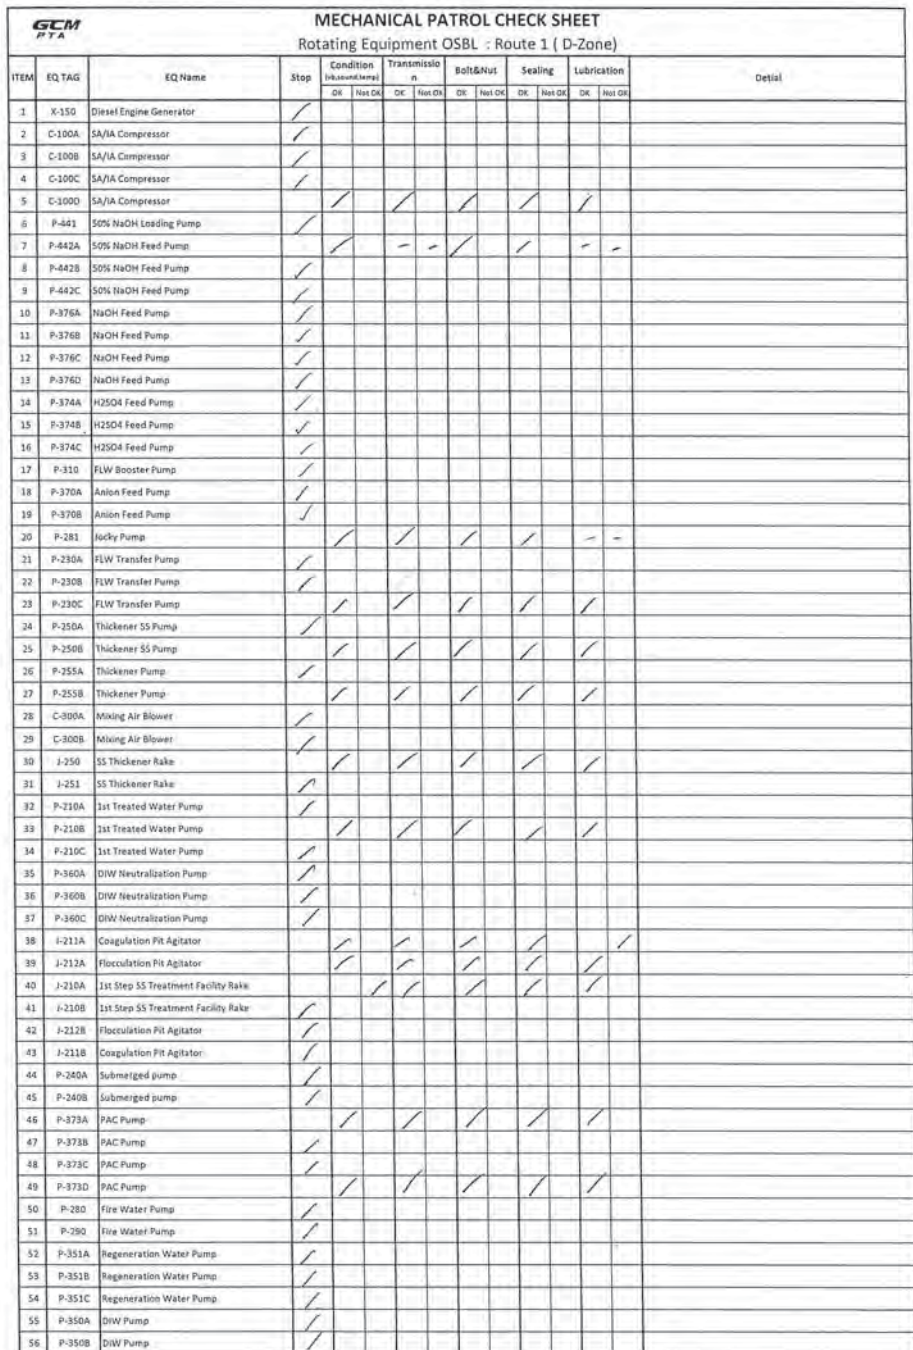 GCM
PTA
MECHANICAL PATROL CHECK SHEET
Rotating Equipment OSBL : Route 1 ( D-Zone)
ITEM EQ TAG EQ Name Stop Condition (vb,sound,temp) Transmissio n Bolt&Nut Sealing Lubrication Detial
OK Not OK OK Not OK OK Not OK OK Not OK OK Not OK
1 X-150 Diesel Engine Generator ✓
2 C-100A SA/IA Compressor ✓
3 C-100B SA/IA Compressor ✓
4 C-100C SA/IA Compressor ✓
5 C-100D SA/IA Compressor ✓ ✓ ✓ ✓ ✓
6 P-441 50% NaOH Loading Pump ✓
7 P-442A 50% NaOH Feed Pump ✓ - - ✓ ✓ - -
8 P-442B 50% NaOH Feed Pump ✓
9 P-442C 50% NaOH Feed Pump ✓
10 P-376A NaOH Feed Pump ✓
11 P-376B NaOH Feed Pump ✓
12 P-376C NaOH Feed Pump ✓
13 P-376D NaOH Feed Pump ✓
14 P-374A H2SO4 Feed Pump ✓
15 P-374B H2SO4 Feed Pump ✓
16 P-374C H2SO4 Feed Pump ✓
17 P-310 FLW Booster Pump ✓
18 P-370A Anion Feed Pump ✓
19 P-370B Anion Feed Pump ✓
20 P-281 Jocky Pump ✓ ✓ ✓ ✓ - -
21 P-230A FLW Transfer Pump ✓
22 P-230B FLW Transfer Pump ✓
23 P-230C FLW Transfer Pump ✓ ✓ ✓ ✓ ✓
24 P-250A Thickener SS Pump ✓
25 P-250B Thickener SS Pump ✓ ✓ ✓ ✓ ✓
26 P-255A Thickener Pump ✓
27 P-255B Thickener Pump ✓ ✓ ✓ ✓ ✓
28 C-300A Mixing Air Blower ✓
29 C-300B Mixing Air Blower ✓
30 J-250 SS Thickener Rake ✓ ✓ ✓ ✓ ✓
31 J-251 SS Thickener Rake ✓
32 P-210A 1st Treated Water Pump ✓
33 P-210B 1st Treated Water Pump ✓ ✓ ✓ ✓ ✓
34 P-210C 1st Treated Water Pump ✓
35 P-360A DIW Neutralization Pump ✓
36 P-360B DIW Neutralization Pump ✓
37 P-360C DIW Neutralization Pump ✓
38 J-211A Coagulation Pit Agitator ✓ ✓ ✓ ✓ ✓
39 J-212A Flocculation Pit Agitator ✓ ✓ ✓ ✓ ✓
40 J-210A 1st Step SS Treatment Facility Rake ✓ ✓ ✓ ✓ ✓
41 J-210B 1st Step SS Treatment Facility Rake ✓
42 J-212B Flocculation Pit Agitator ✓
43 J-211B Coagulation Pit Agitator ✓
44 P-240A Submerged pump ✓
45 P-240B Submerged pump ✓
46 P-373A PAC Pump ✓ ✓ ✓ ✓ ✓
47 P-373B PAC Pump ✓
48 P-373C PAC Pump ✓
49 P-373D PAC Pump ✓ ✓ ✓ ✓ ✓
50 P-280 Fire Water Pump ✓
51 P-290 Fire Water Pump ✓
52 P-351A Regeneration Water Pump ✓
53 P-351B Regeneration Water Pump ✓
54 P-351C Regeneration Water Pump ✓
55 P-350A DIW Pump ✓
56 P-350B DIW Pump ✓